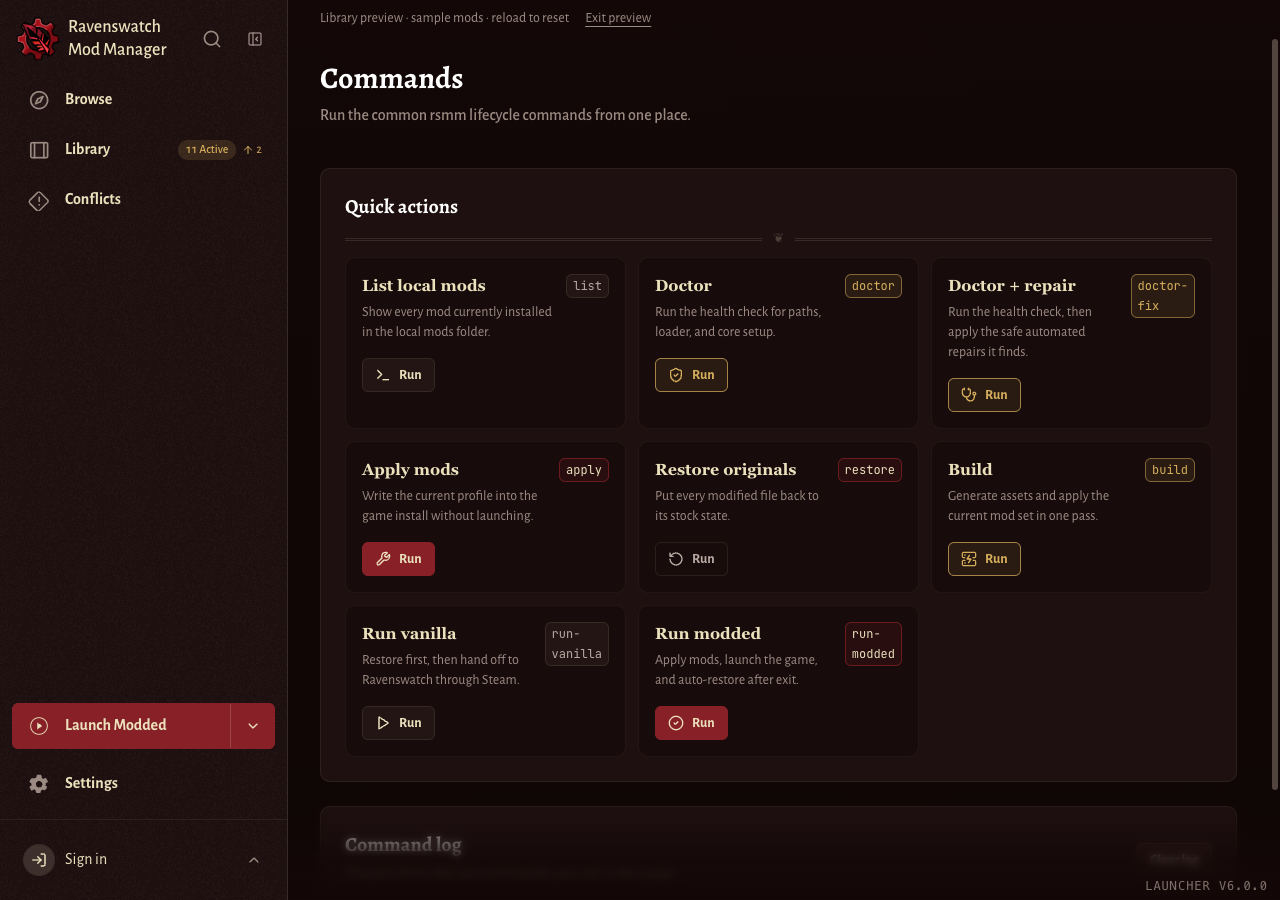 Ravenswatch
Mod Manager
Browse
Library
11 Active
2
Conflicts
Launch Modded
Settings
Sign in
Library preview · sample mods · reload to reset
Exit preview
Commands
Run the common rsmm lifecycle commands from one place.
Quick actions
List local mods
list
Show every mod currently installed
in the local mods folder.
Run
Doctor
doctor
Run the health check for paths,
loader, and core setup.
Run
Doctor + repair
doctor-
fix
Run the health check, then
apply the safe automated
repairs it finds.
Run
Apply mods
apply
Write the current profile into the
game install without launching.
Run
Restore originals
restore
Put every modified file back to
its stock state.
Run
Build
build
Generate assets and apply the
current mod set in one pass.
Run
Run vanilla
run-
vanilla
Restore first, then hand off to
Ravenswatch through Steam.
Run
Run modded
run-
modded
Apply mods, launch the game,
and auto-restore after exit.
Run
Command log
LAUNCHER V6.0.0